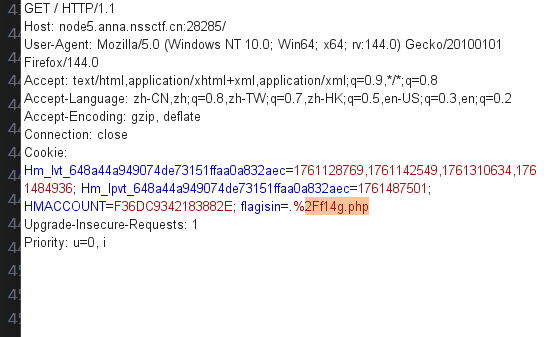 GET / HTTP/1.1
Host: node5.anna.nssctf.cn:28285/
User-Agent: Mozilla/5.0 (Windows NT 10.0; Win64; x64; rv:144.0) Gecko/20100101
Firefox/144.0
Accept: text/html,application/xhtml+xml,application/xml;q=0.9,*/*;q=0.8
Accept-Language: zh-CN,zh;q=0.8,zh-TW;q=0.7,zh-HK;q=0.5,en-US;q=0.3,en;q=0.2
Accept-Encoding: gzip, deflate
Connection: close
Cookie:
Hm_lvt_648a44a949074de73151ffaa0a832aec=1761128769,1761142549,1761310634,176
1484936; Hm_lpvt_648a44a949074de73151ffaa0a832aec=1761487501;
HMACCOUNT=F36DC9342183882E; flagisin=.%2Ff14g.php
Upgrade-Insecure-Requests: 1
Priority: u=0, i